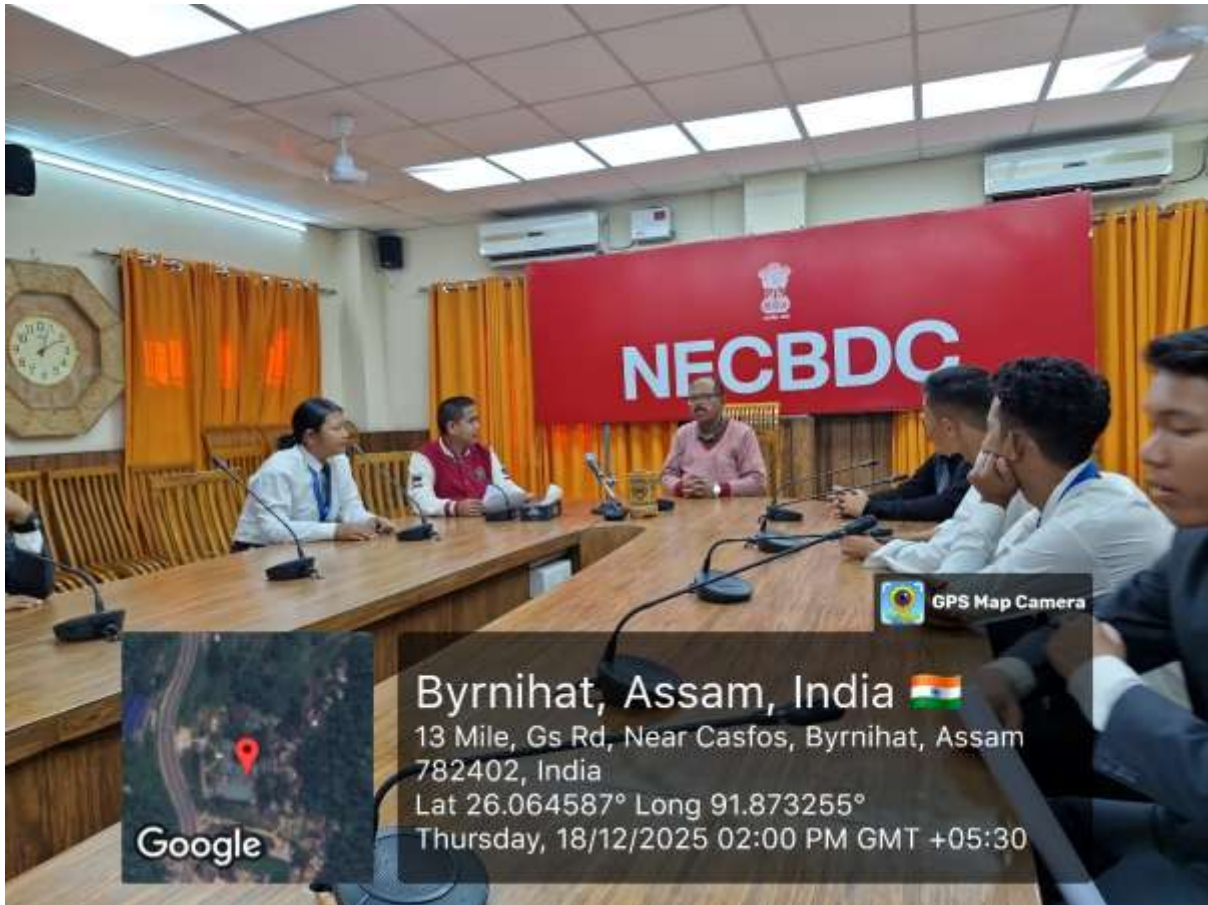 NECBDC
GPS Map Camera
Byrnihat, Assam, India
13 Mile, Gs Rd, Near Casfos, Byrnihat, Assam
782402, India
Lat 26.064587° Long 91.873255°
Thursday, 18/12/2025 02:00 PM GMT +05:30
Google